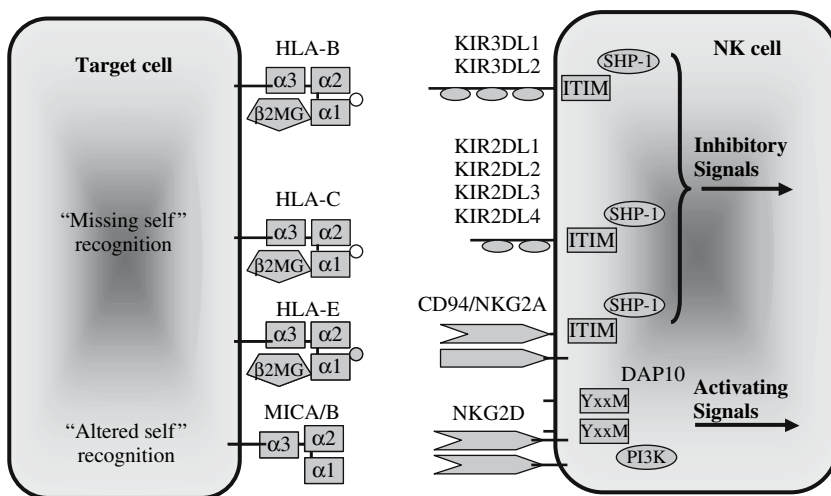 Target cell
HLA-B
α3 α2
β2MG α1
"Missing self"
recognition
HLA-C
α3 α2
β2MG α1
HLA-E
α3 α2
β2MG α1
"Altered self"
recognition
MICA/B
α3 α2
α1
NK cell
KIR3DL1
KIR3DL2
ITIM
SHP-1
KIR2DL1
KIR2DL2
KIR2DL3
KIR2DL4
ITIM
SHP-1
Inhibitory
Signals
CD94/NKG2A
ITIM
SHP-1
DAP10
YxxM
YxxM
NKG2D
PI3K
Activating
Signals